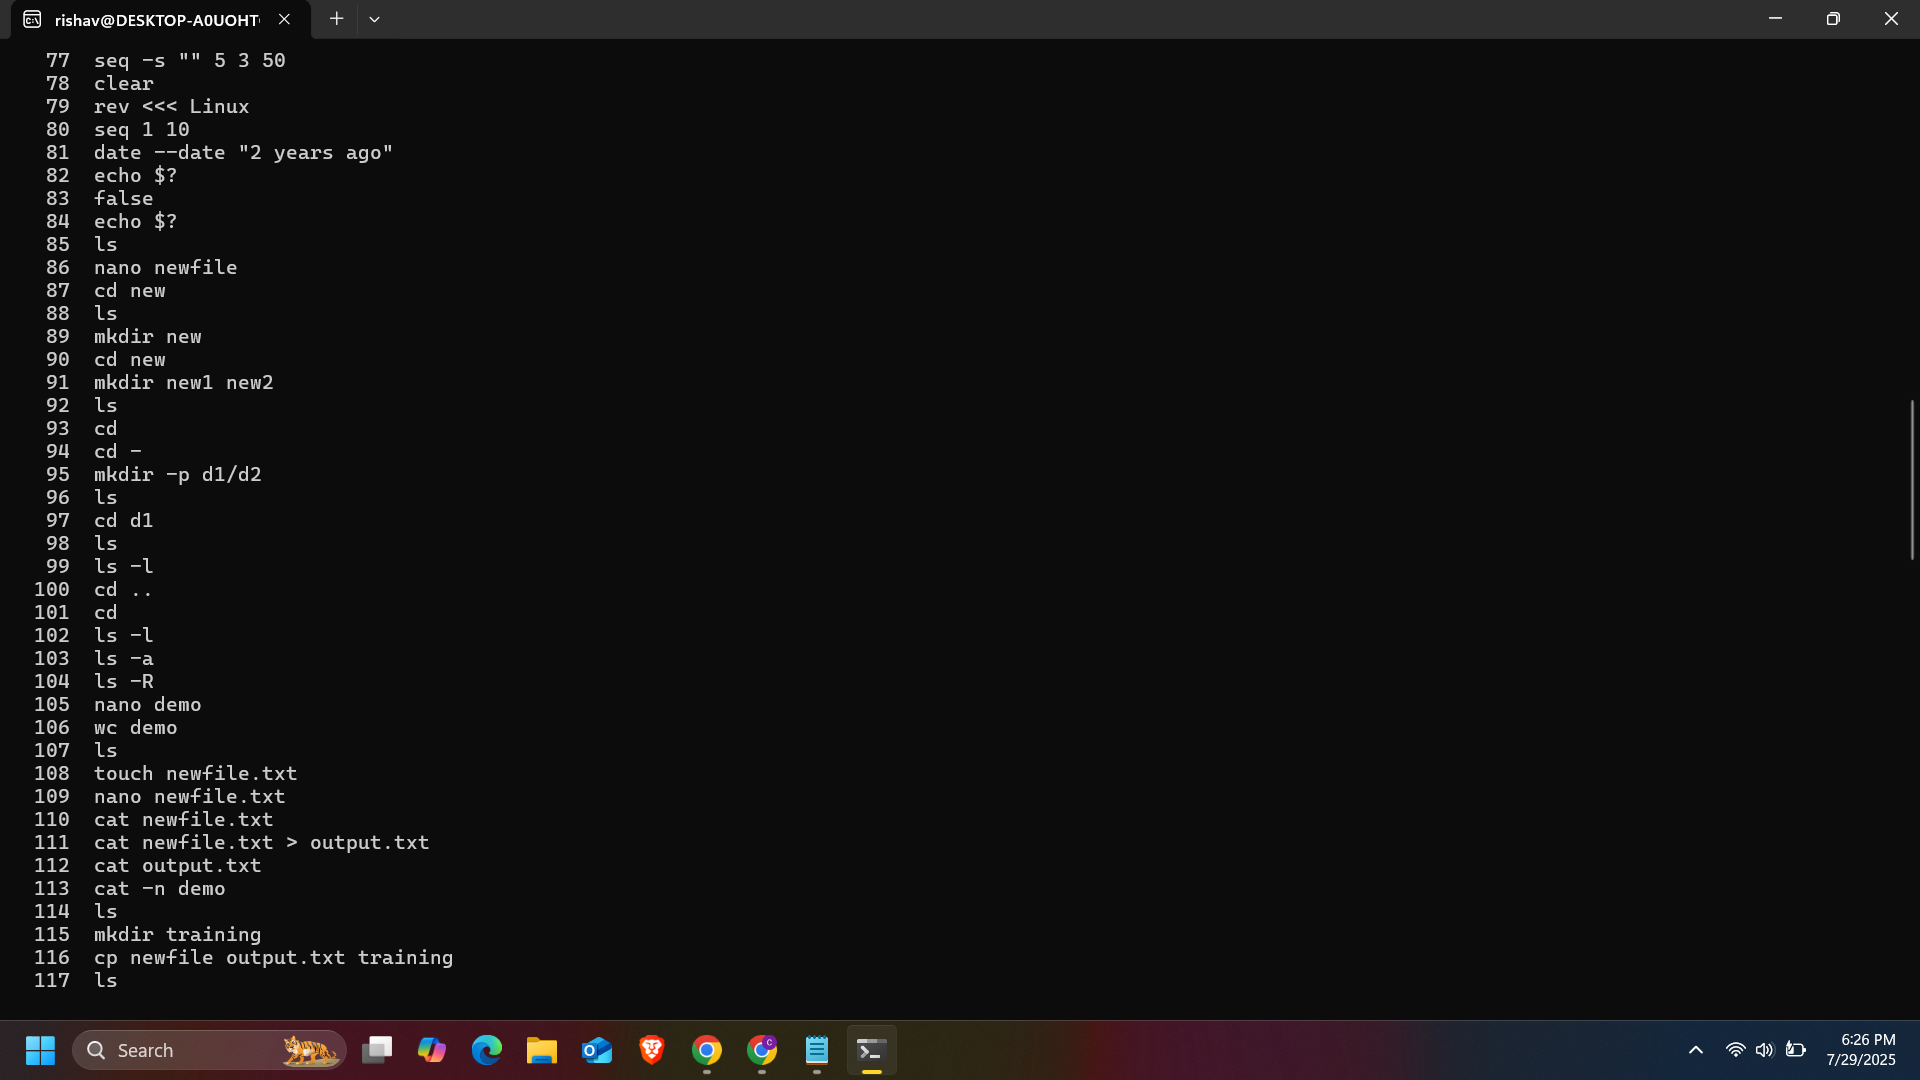 rishav@DESKTOP-A0UOHT
77 seq -s "" 5 3 50
78 clear
79 rev <<< Linux
80 seq 1 10
81 date --date "2 years ago"
82 echo $?
83 false
84 echo $?
85 ls
86 nano newfile
87 cd new
88 ls
89 mkdir new
90 cd new
91 mkdir new1 new2
92 ls
93 cd
94 cd -
95 mkdir -p d1/d2
96 ls
97 cd d1
98 ls
99 ls -l
100 cd ..
101 cd
102 ls -l
103 ls -a
104 ls -R
105 nano demo
106 wc demo
107 ls
108 touch newfile.txt
109 nano newfile.txt
110 cat newfile.txt
111 cat newfile.txt > output.txt
112 cat output.txt
113 cat -n demo
114 ls
115 mkdir training
116 cp newfile output.txt training
117 ls
Search
6:26 PM
7/29/2025